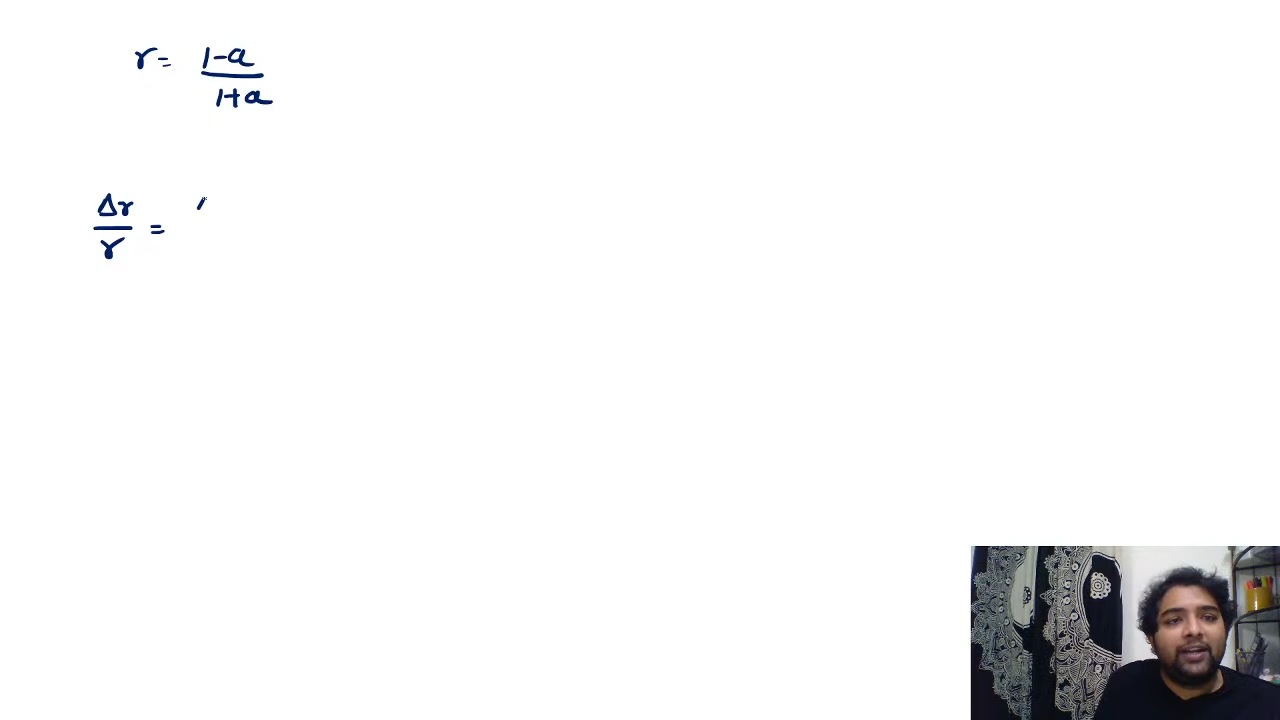 r = (1-a)/(1+a)
Δr/r =